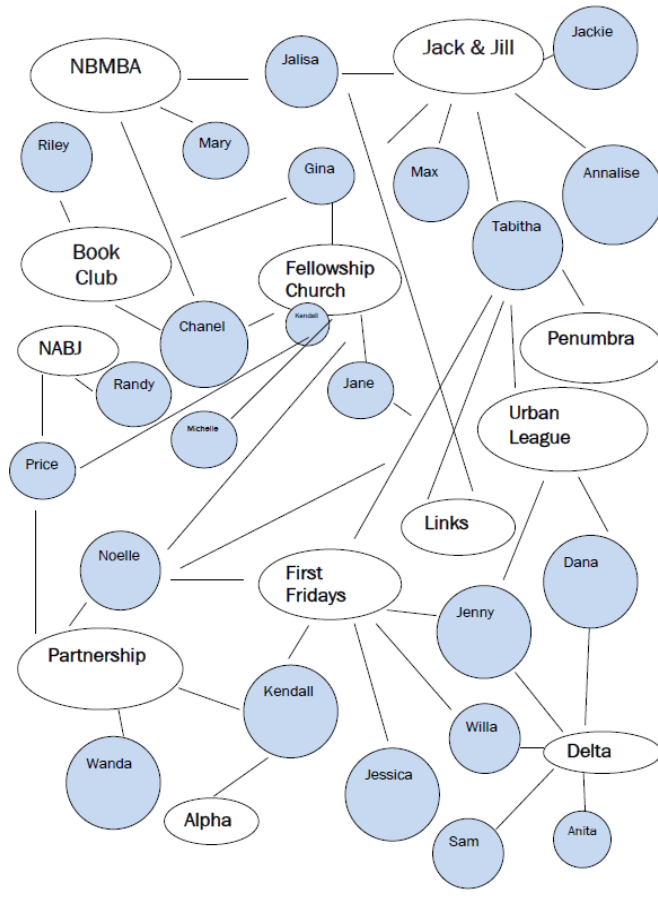 Jackie
Jack & Jill
NBMBA
Jalisa
Riley
Mary
Gina
Max
Annalise
Tabitha
Book
Club
Fellowship
Church
Kendall
Chanel
NABJ
Penumbra
Randy
Jane
Urban
League
Michelle
Price
Links
Noelle
First
Fridays
Dana
Jenny
Partnership
Kendall
Willa
Delta
Wanda
Jessica
Alpha
Sam
Anita